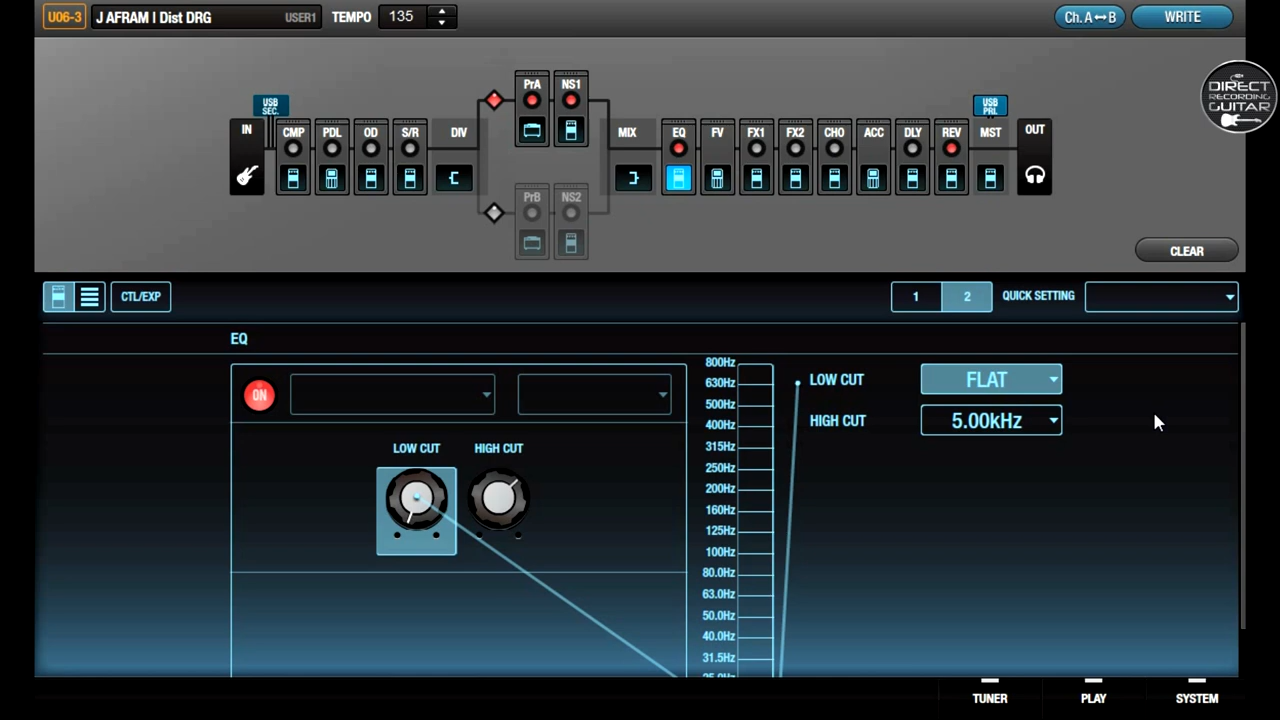 U06-3 J AFRAM | Dist DRG USER1 TEMPO 135 Ch. A↔B WRITE
DIRECT
RECORDING
GUITAR
PrA NS1
USB
SEC.
USB
PRL
IN CMP PDL OD S/R DIV MIX EQ FV FX1 FX2 CHO ACC DLY REV MST OUT
PrB NS2
CLEAR
CTL/EXP 1 2 QUICK SETTING
EQ
ON
LOW CUT HIGH CUT
800Hz
630Hz
500Hz
400Hz
315Hz
250Hz
200Hz
160Hz
125Hz
100Hz
80.0Hz
63.0Hz
50.0Hz
40.0Hz
31.5Hz
LOW CUT FLAT
HIGH CUT 5.00kHz
TUNER PLAY SYSTEM